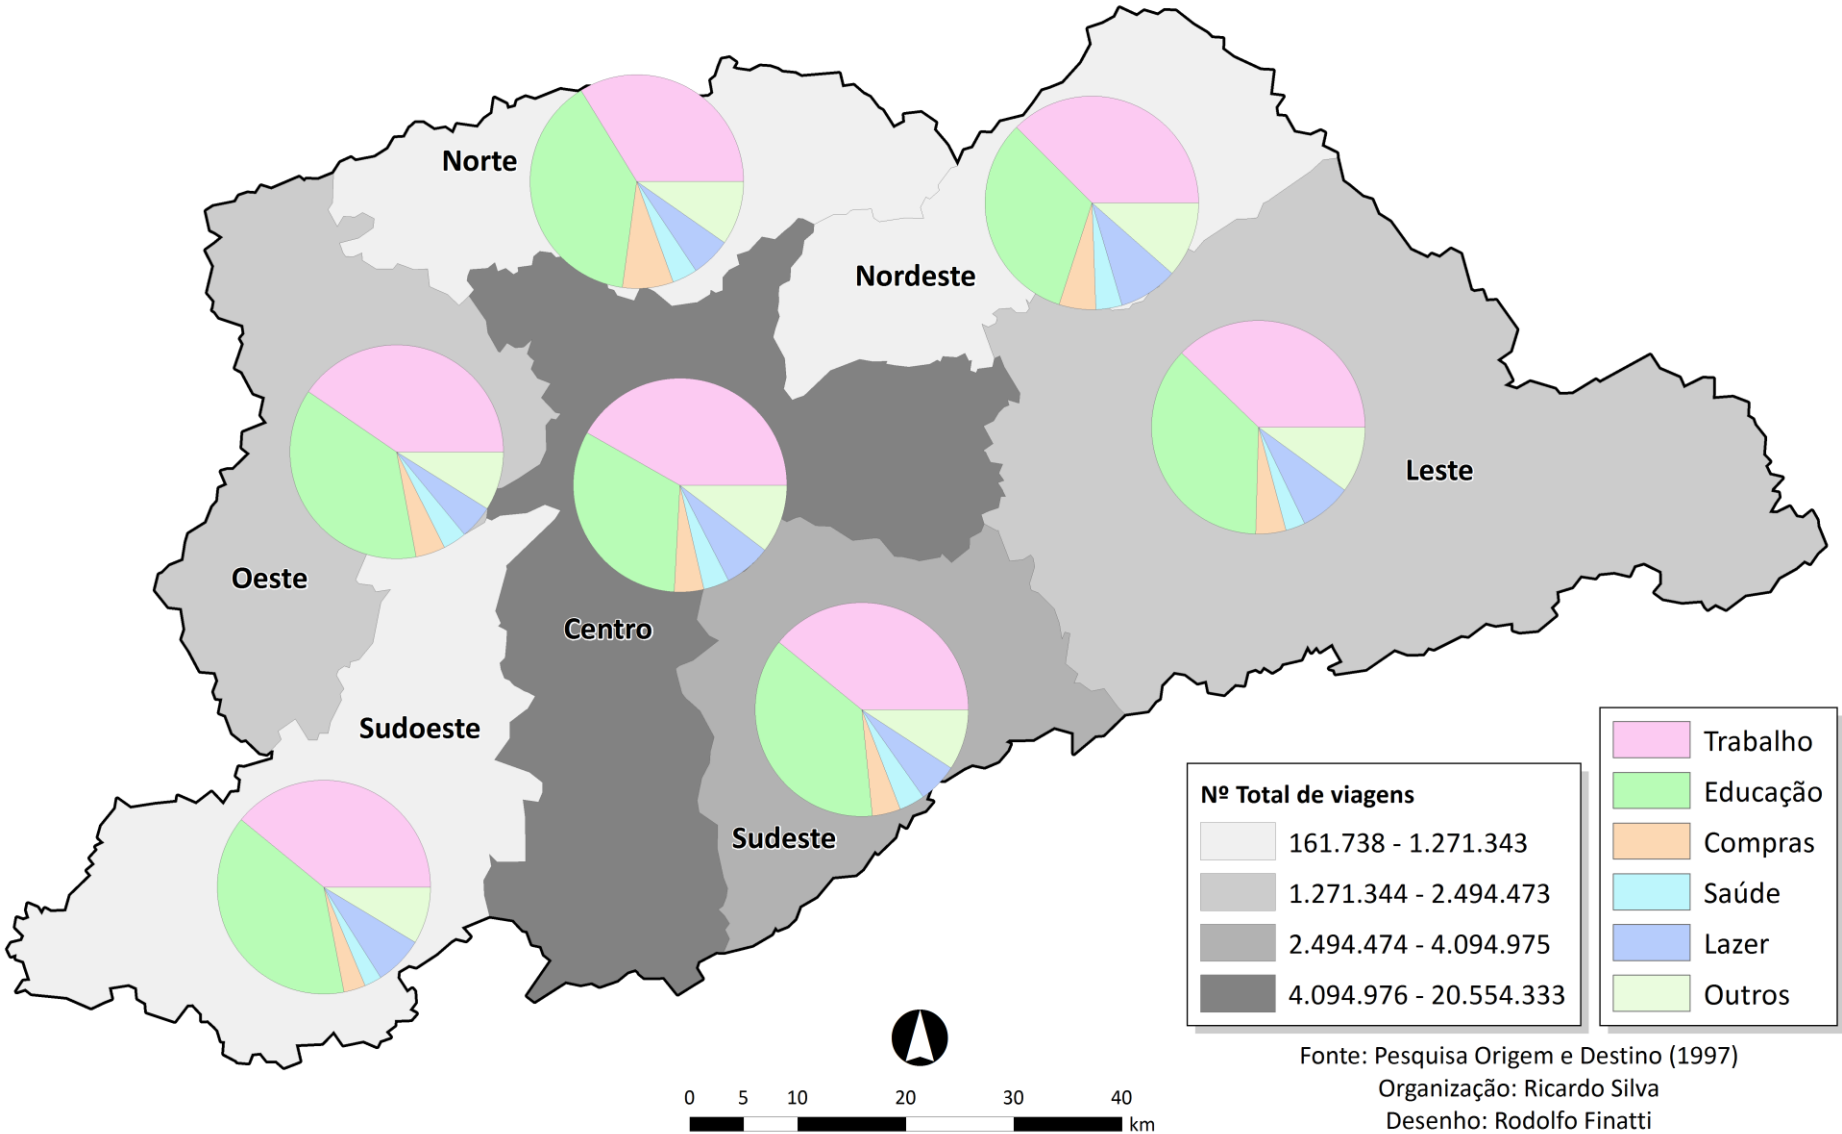 Norte
Nordeste
Leste
Oeste
Centro
Sudoeste
Sudeste
Nº Total de viagens
161.738 - 1.271.343
1.271.344 - 2.494.473
2.494.474 - 4.094.975
4.094.976 - 20.554.333
Trabalho
Educação
Compras
Saúde
Lazer
Outros
Fonte: Pesquisa Origem e Destino (1997)
Organização: Ricardo Silva
Desenho: Rodolfo Finatti
0 5 10 20 30 40
km